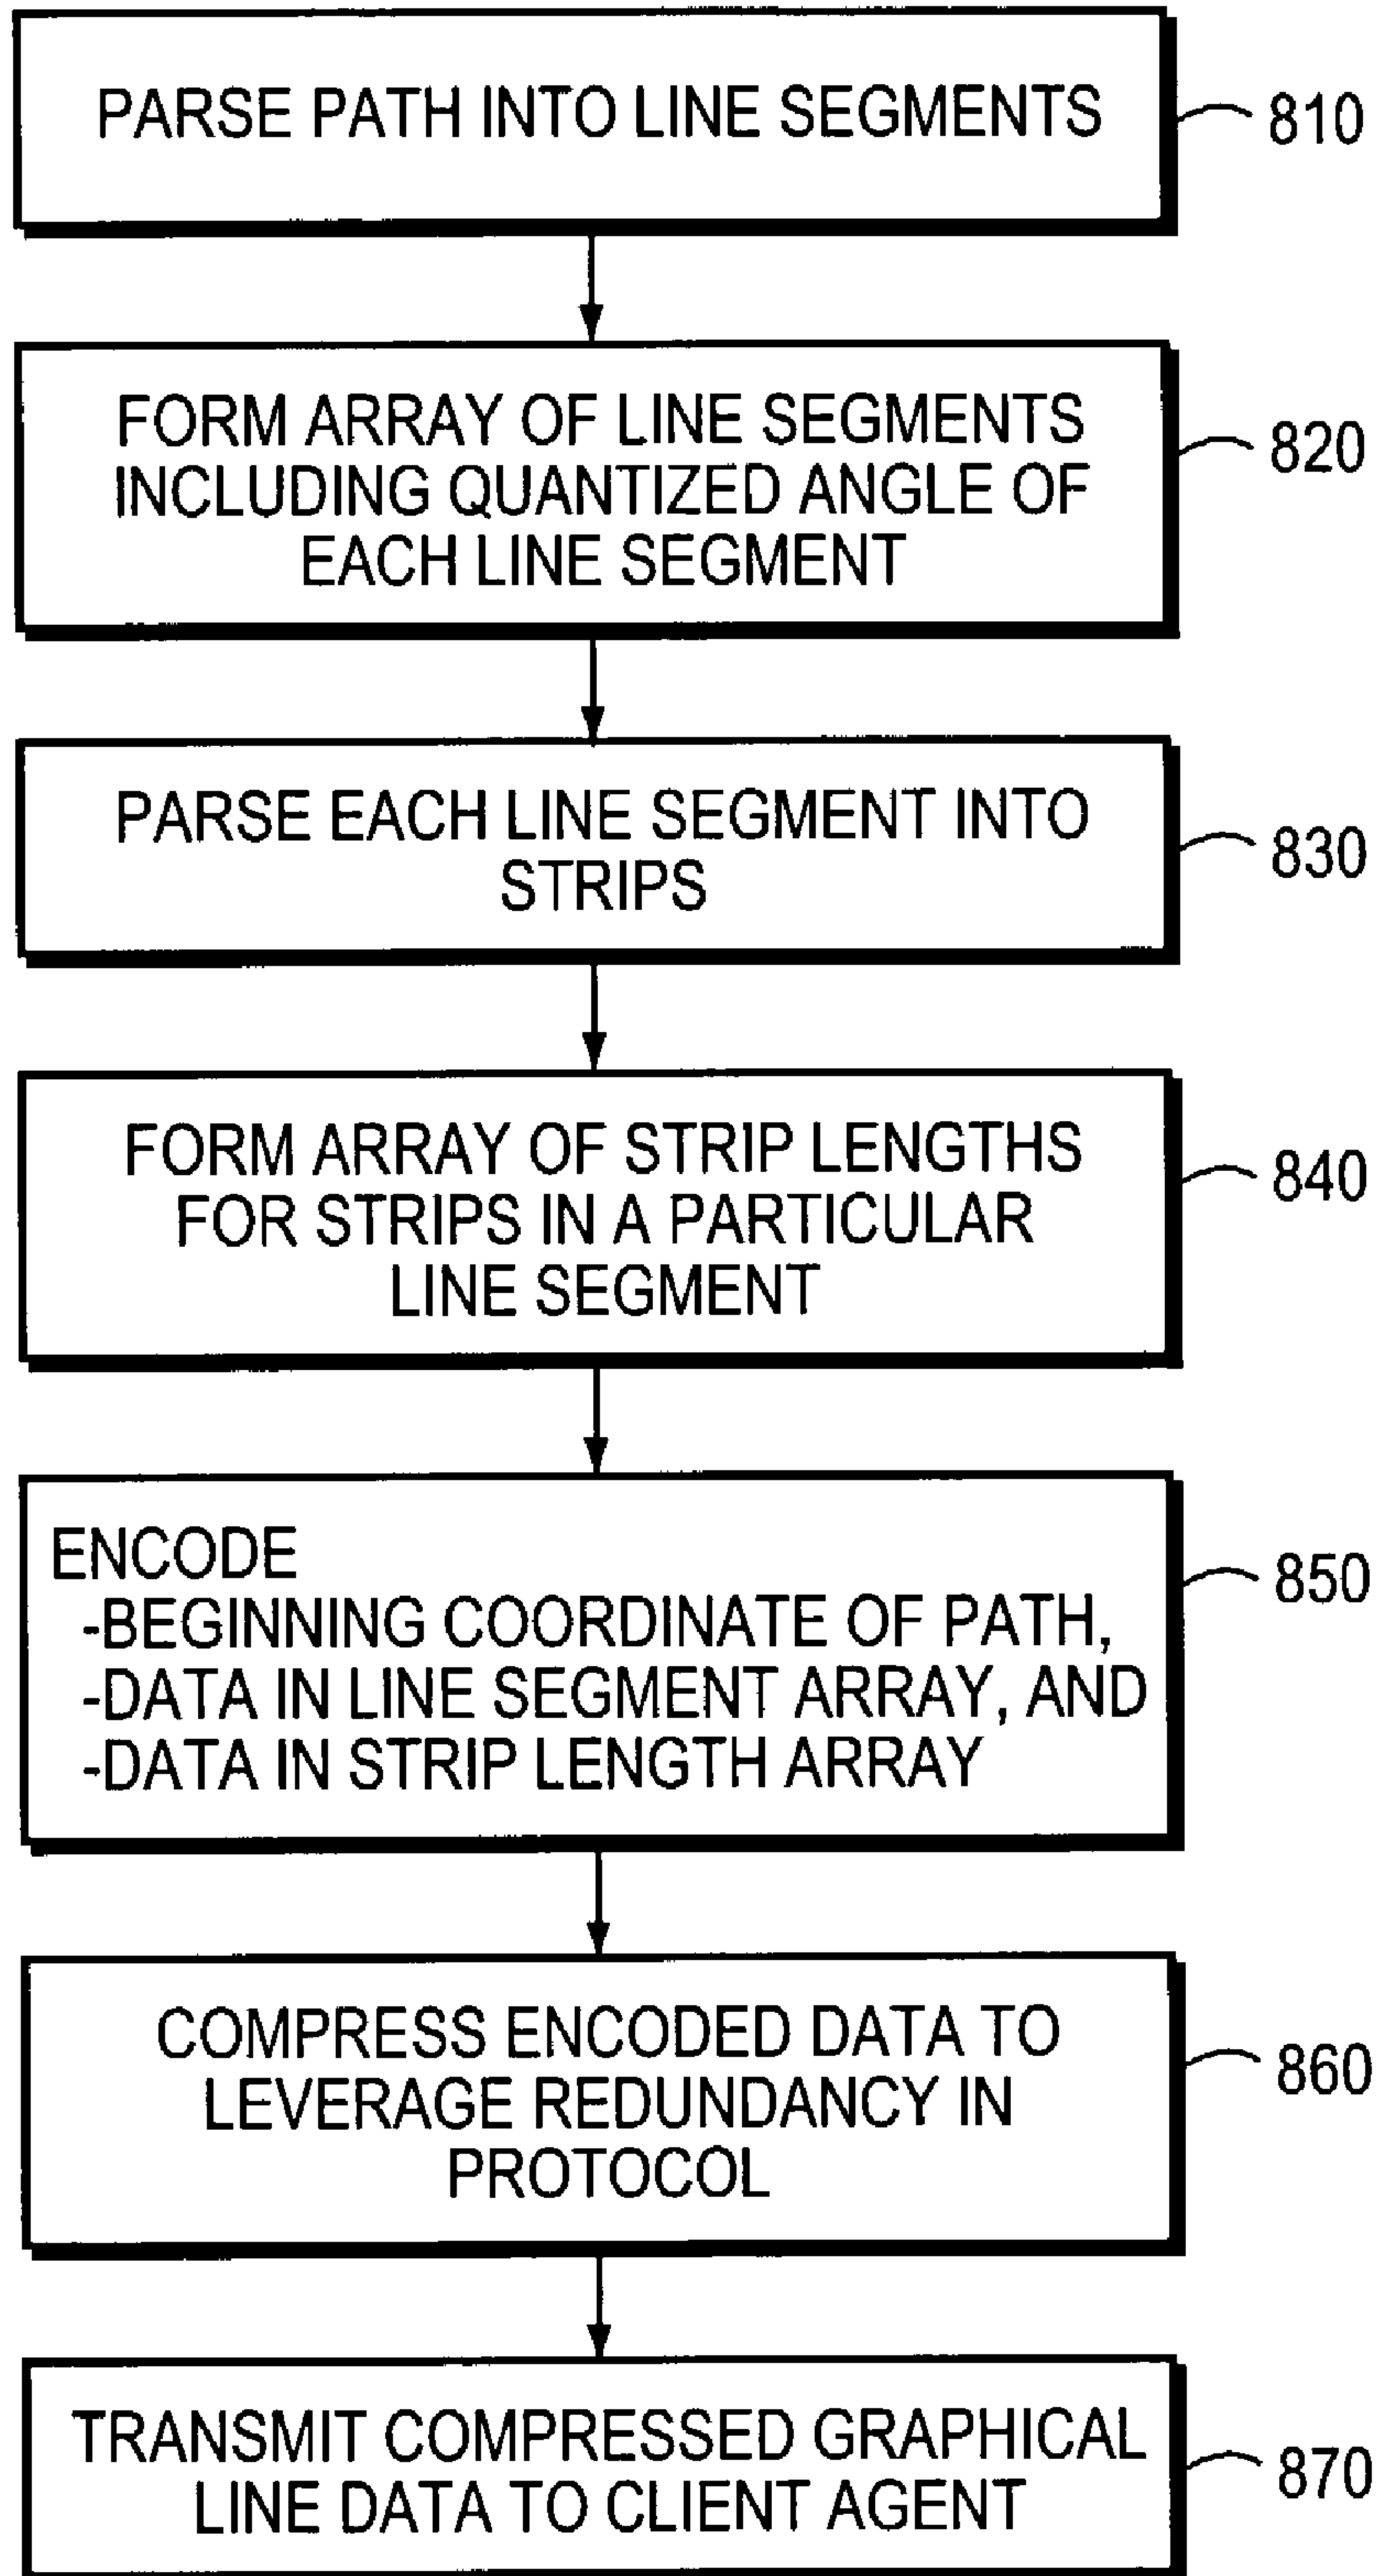 PARSE PATH INTO LINE SEGMENTS
810
FORM ARRAY OF LINE SEGMENTS
INCLUDING QUANTIZED ANGLE OF
EACH LINE SEGMENT
820
PARSE EACH LINE SEGMENT INTO
STRIPS
830
FORM ARRAY OF STRIP LENGTHS
FOR STRIPS IN A PARTICULAR
LINE SEGMENT
840
ENCODE
-BEGINNING COORDINATE OF PATH,
-DATA IN LINE SEGMENT ARRAY, AND
-DATA IN STRIP LENGTH ARRAY
850
COMPRESS ENCODED DATA TO
LEVERAGE REDUNDANCY IN
PROTOCOL
860
TRANSMIT COMPRESSED GRAPHICAL
LINE DATA TO CLIENT AGENT
870